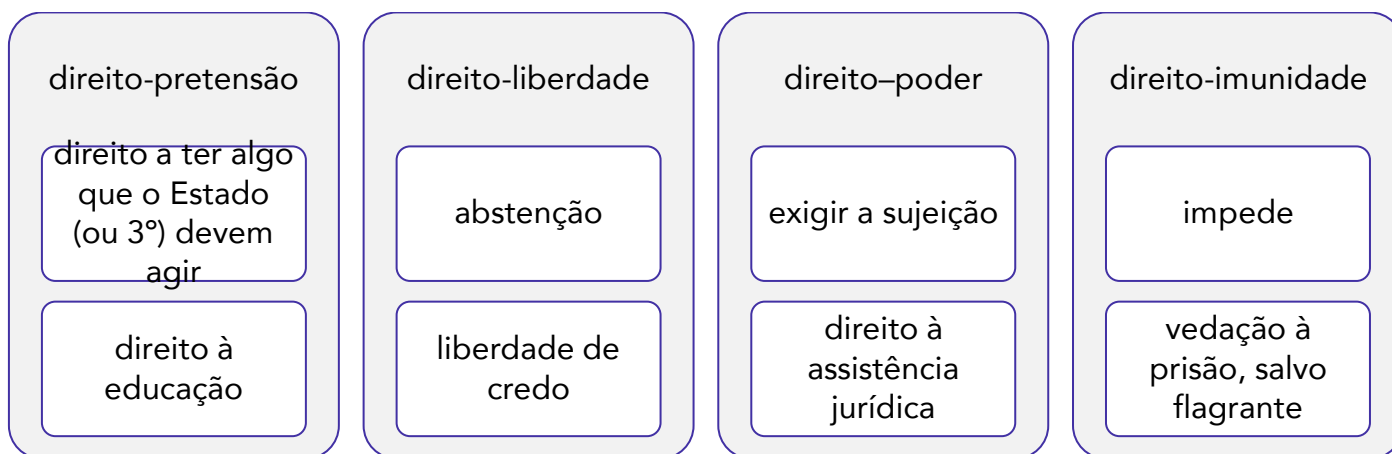 direito-pretensão
direito a ter algo
que o Estado
(ou 3º) devem
agir
direito à
educação
direito-liberdade
abstenção
liberdade de
credo
direito–poder
exigir a sujeição
direito à
assistência
jurídica
direito-imunidade
impede
vedação à
prisão, salvo
flagrante